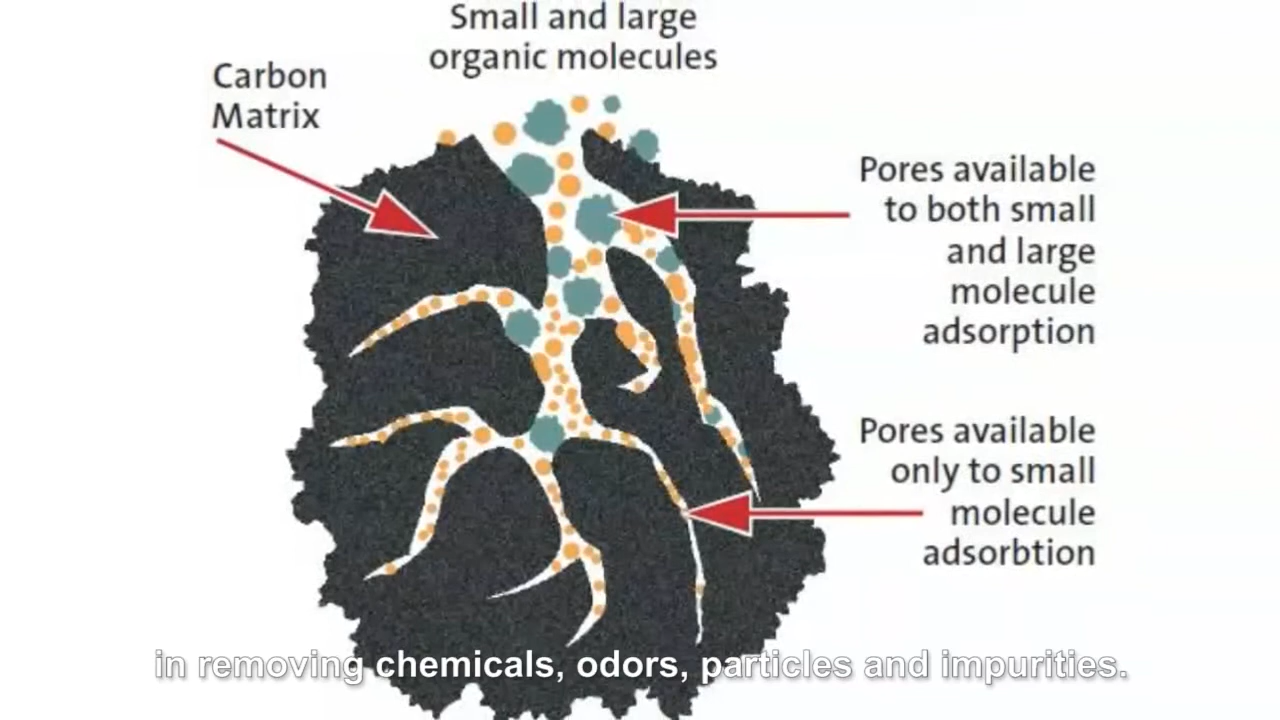 Small and large
organic molecules
Carbon
Matrix
Pores available
to both small
and large
molecule
adsorption
Pores available
only to small
molecule
adsorbtion
in removing chemicals, odors, particles and impurities.